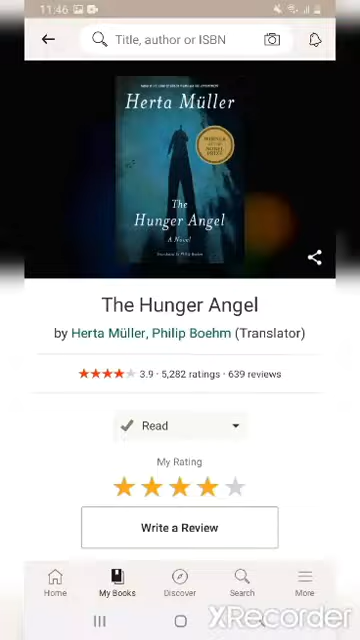 11:46
Title, author or ISBN
Herta Müller
The
Hunger Angel
A Novel
The Hunger Angel
by Herta Müller, Philip Boehm (Translator)
3.9 · 5,282 ratings · 639 reviews
Read
My Rating
Write a Review
Home
My Books
Discover
Search
More
XRecorder